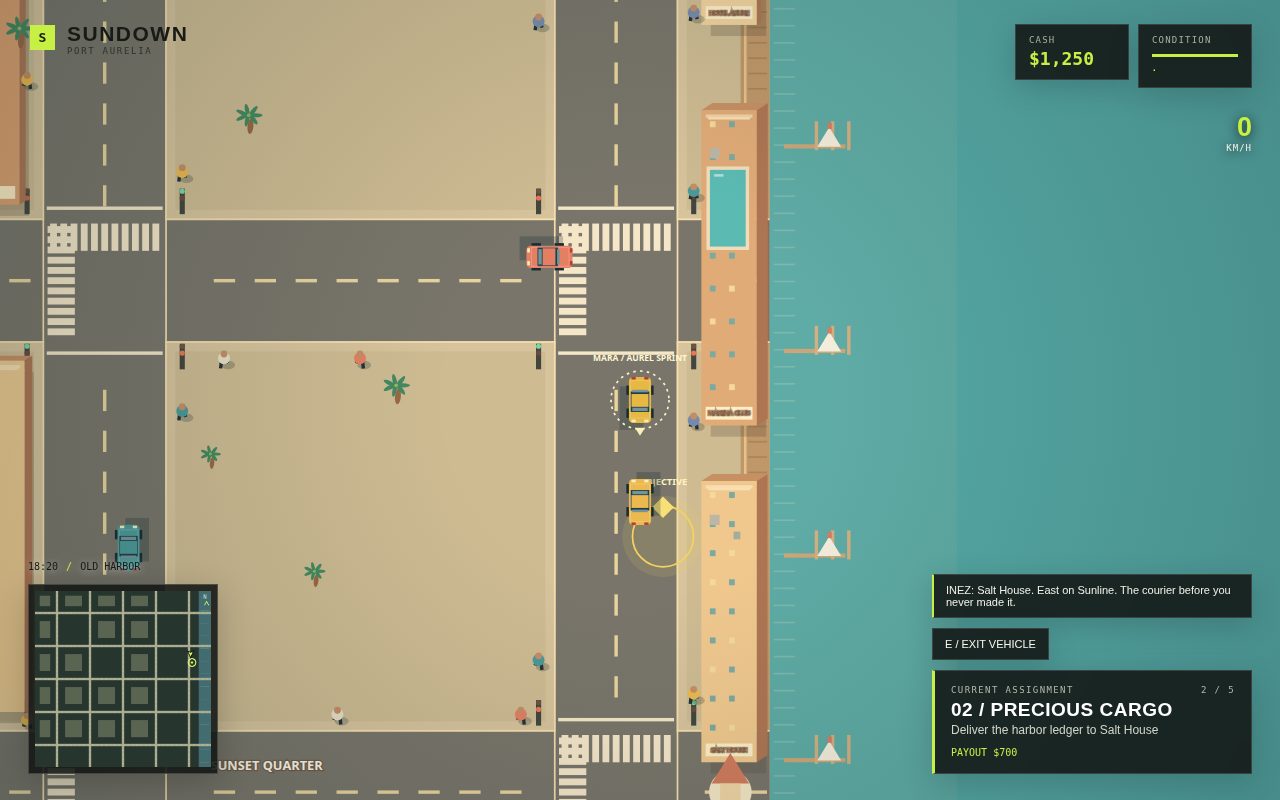 S
SUNDOWN
PORT AURELIA
CASH
$1,250
CONDITION
0
KM/H
MARA / AUREL SPRINT
JECTIVE
18:20 / OLD HARBOR
N
SUNSET QUARTER
INEZ: Salt House. East on Sunline. The courier before you
never made it.
E / EXIT VEHICLE
CURRENT ASSIGNMENT
2 / 5
02 / PRECIOUS CARGO
Deliver the harbor ledger to Salt House
PAYOUT $700